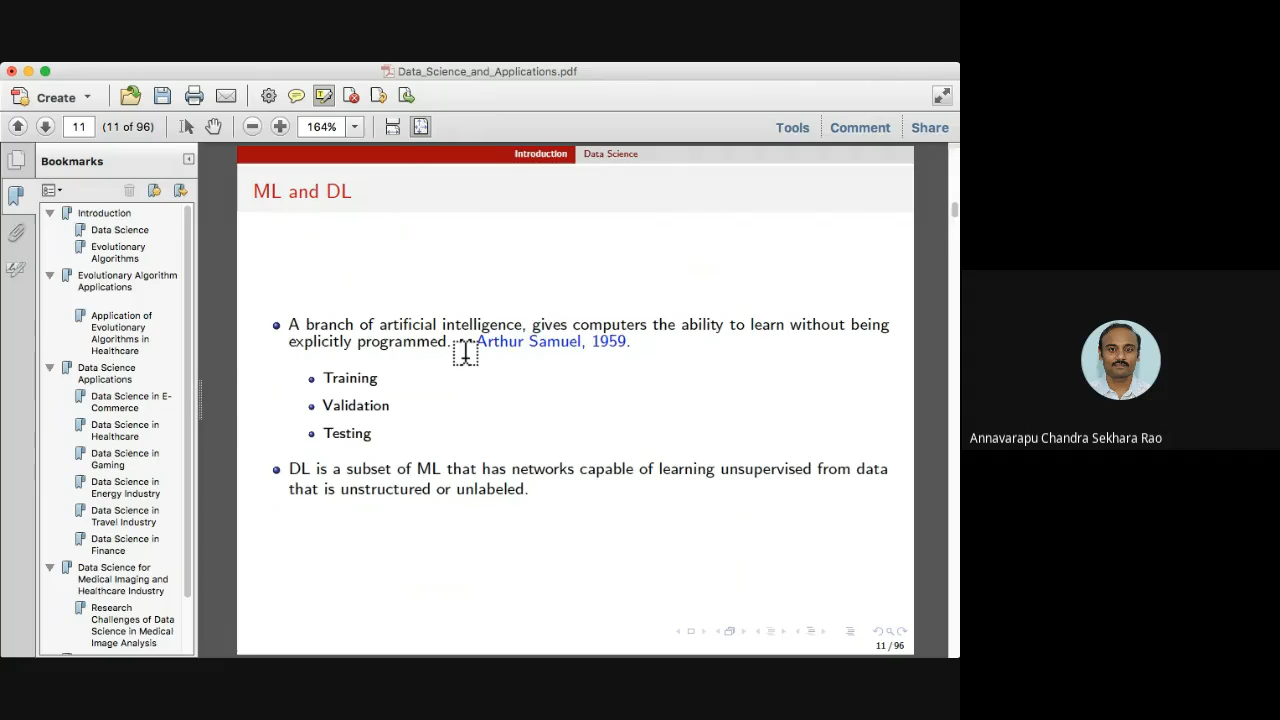 Data_Science_and_Applications.pdf
Create
11 (11 of 96) 164% Tools Comment Share
Bookmarks
Introduction
Data Science
Evolutionary
Algorithms
Evolutionary Algorithm
Applications
Application of
Evolutionary
Algorithms in
Healthcare
Data Science
Applications
Data Science in E-
Commerce
Data Science in
Healthcare
Data Science in
Gaming
Data Science in
Energy Industry
Data Science in
Travel Industry
Data Science in
Finance
Data Science for
Medical Imaging and
Healthcare Industry
Research
Challenges of Data
Science in Medical
Image Analysis
Introduction Data Science
ML and DL
A branch of artificial intelligence, gives computers the ability to learn without being
explicitly programmed. Arthur Samuel, 1959.
Training
Validation
Testing
DL is a subset of ML that has networks capable of learning unsupervised from data
that is unstructured or unlabeled.
11 / 96
Annavarapu Chandra Sekhara Rao